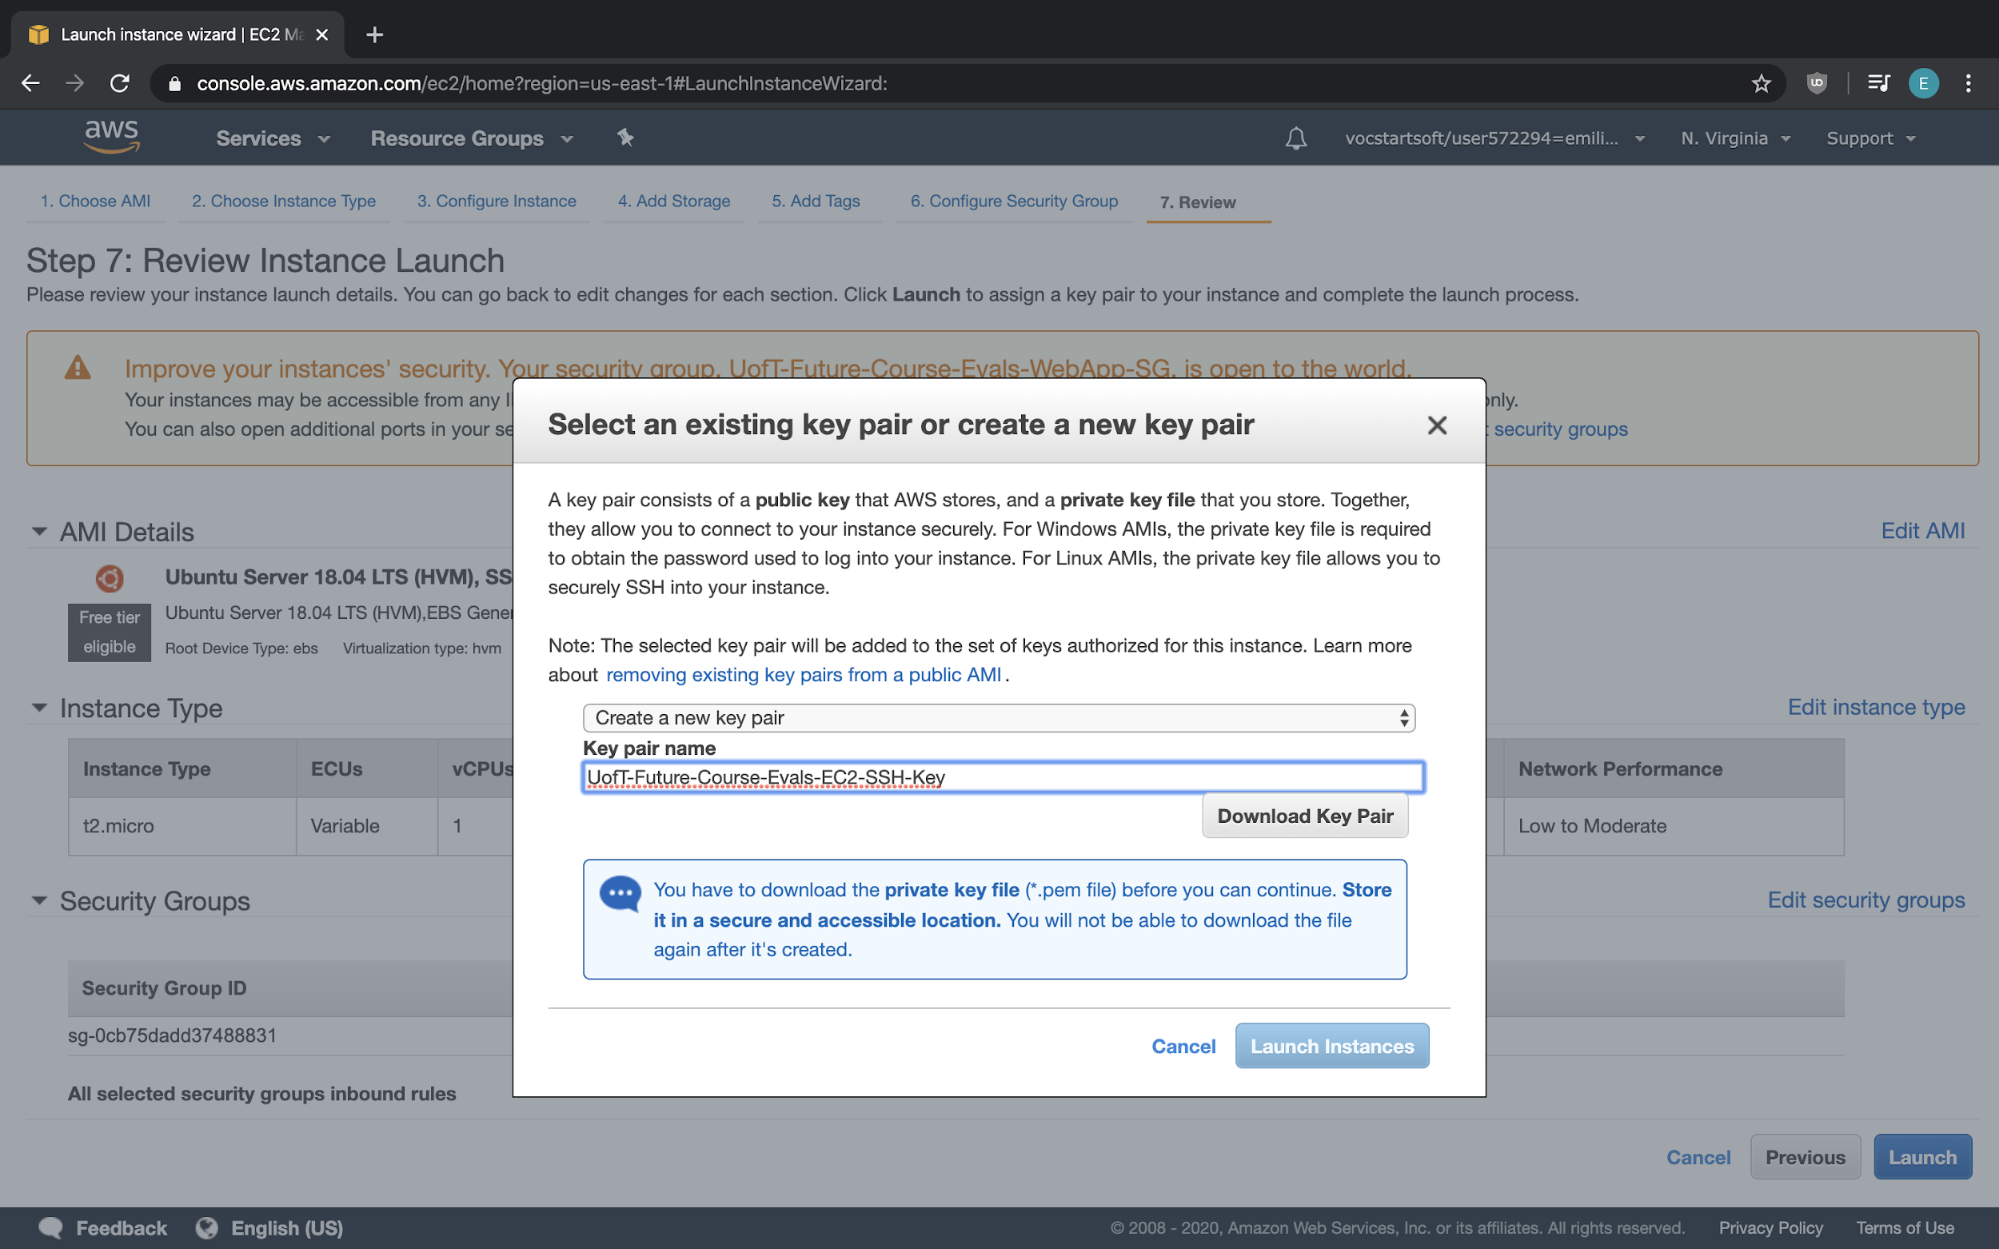 Launch instance wizard | EC2 Ma
console.aws.amazon.com/ec2/home?region=us-east-1#LaunchInstanceWizard:
E
aws Services Resource Groups vocstartsoft/user572294=emili... N. Virginia Support
1. Choose AMI 2. Choose Instance Type 3. Configure Instance 4. Add Storage 5. Add Tags 6. Configure Security Group 7. Review
Step 7: Review Instance Launch
Please review your instance launch details. You can go back to edit changes for each section. Click Launch to assign a key pair to your instance and complete the launch process.
Improve your instances' security. Your security group, UofT-Future-Course-Evals-WebApp-SG, is open to the world.
Your instances may be accessible from any I only.
You can also open additional ports in your se t security groups
Select an existing key pair or create a new key pair
A key pair consists of a public key that AWS stores, and a private key file that you store. Together,
they allow you to connect to your instance securely. For Windows AMIs, the private key file is required
to obtain the password used to log into your instance. For Linux AMIs, the private key file allows you to
securely SSH into your instance.
Note: The selected key pair will be added to the set of keys authorized for this instance. Learn more
about removing existing key pairs from a public AMI .
Create a new key pair
Key pair name
UofT-Future-Course-Evals-EC2-SSH-Key
Download Key Pair
You have to download the private key file (*.pem file) before you can continue. Store
it in a secure and accessible location. You will not be able to download the file
again after it's created.
Cancel Launch Instances
AMI Details Edit AMI
Ubuntu Server 18.04 LTS (HVM), SS
Free tier
eligible
Ubuntu Server 18.04 LTS (HVM),EBS Gener
Root Device Type: ebs Virtualization type: hvm
Instance Type Edit instance type
Instance Type ECUs vCPUs Network Performance
t2.micro Variable 1 Low to Moderate
Security Groups Edit security groups
Security Group ID
sg-0cb75dadd37488831
All selected security groups inbound rules
Cancel Previous Launch
Feedback English (US) © 2008 - 2020, Amazon Web Services, Inc. or its affiliates. All rights reserved. Privacy Policy Terms of Use